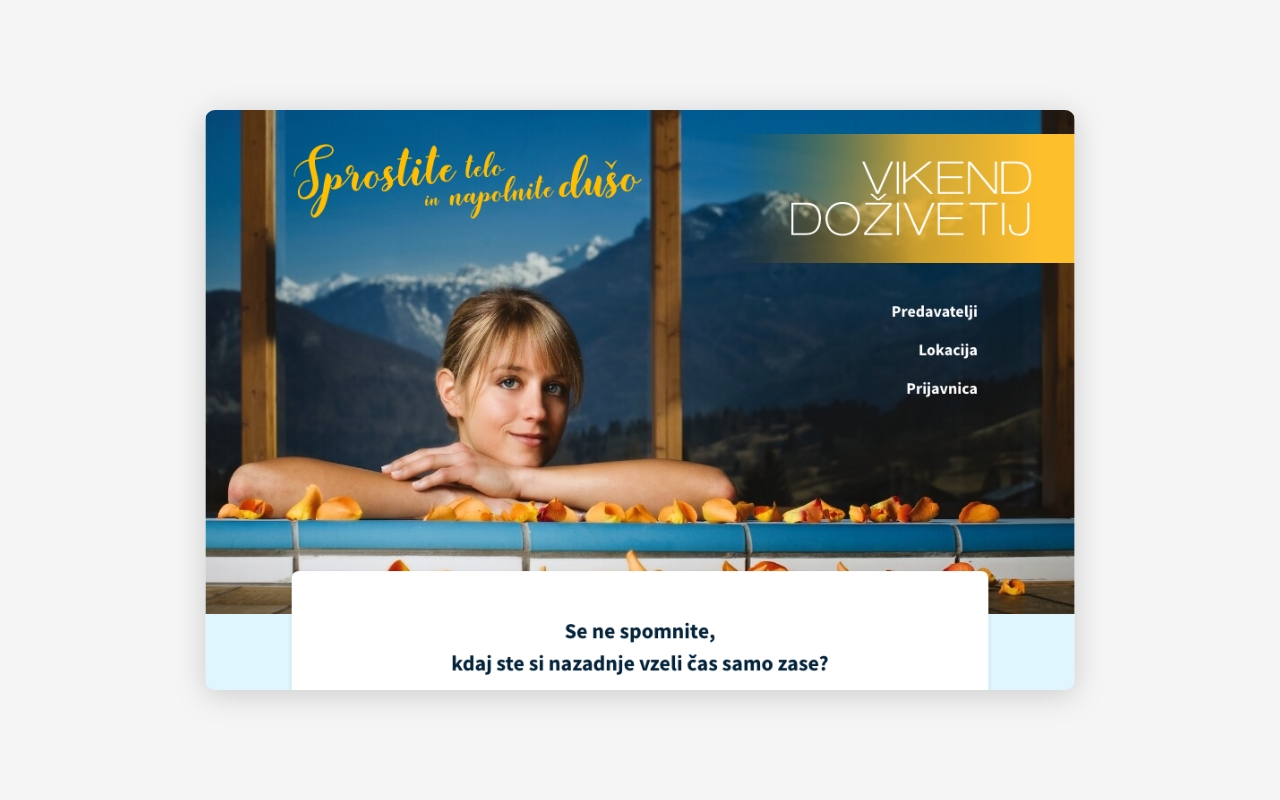 Sprostite telo
in napolnite dušo
VIKEND
DOŽIVETIJ
Predavatelji
Lokacija
Prijavnica
Se ne spomnite,
kdaj ste si nazadnje vzeli čas samo zase?